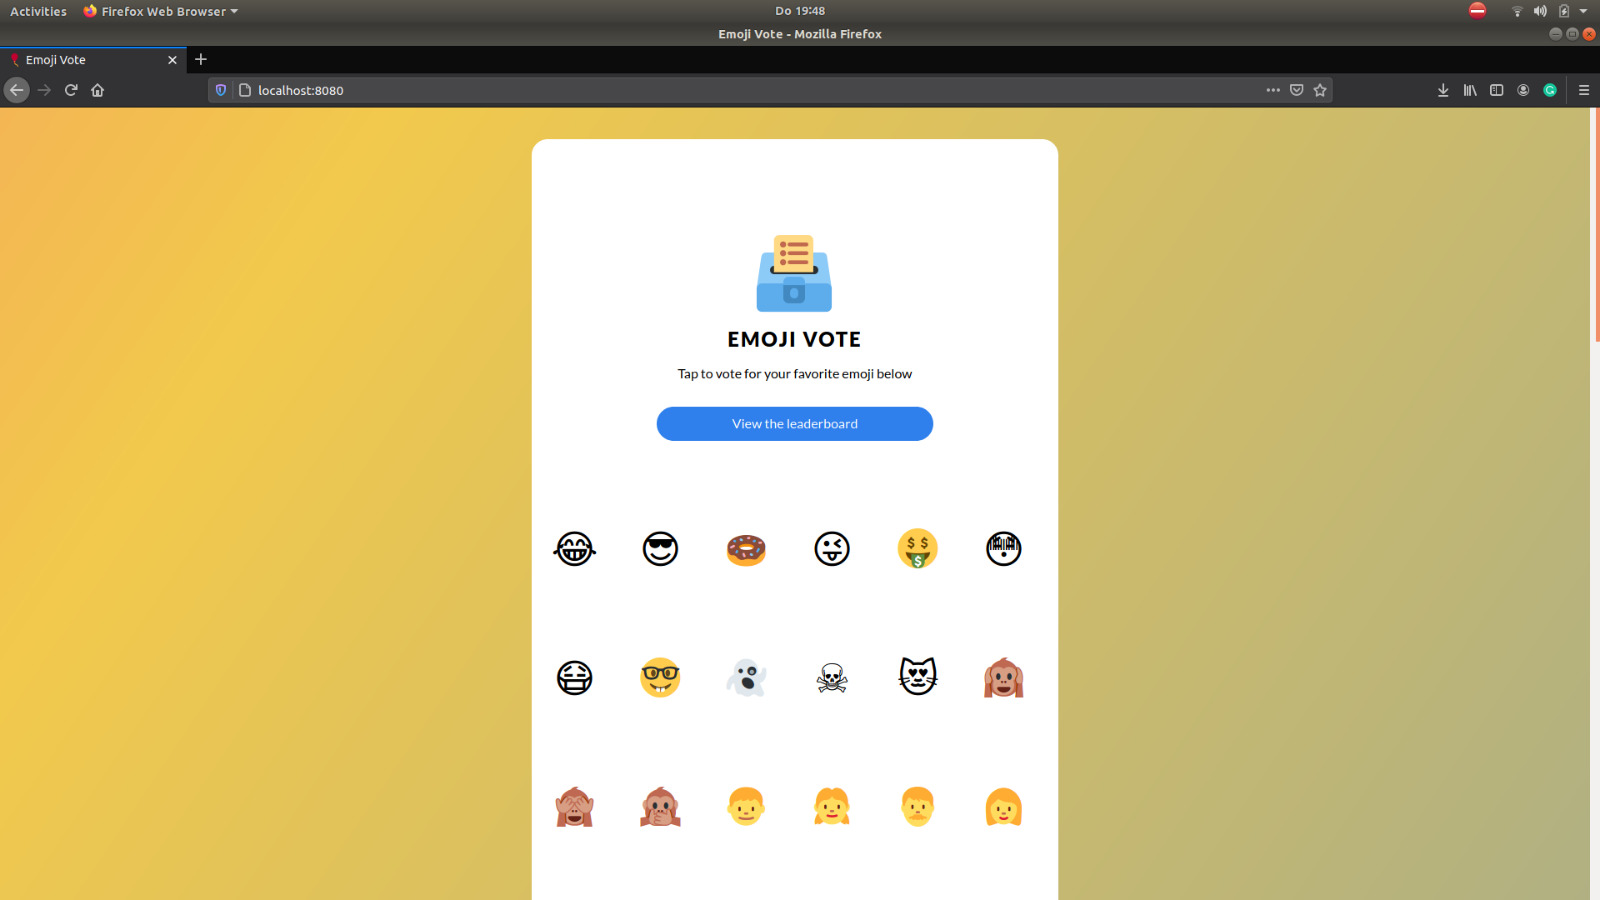 Activities
Firefox Web Browser
Do 19:48
Emoji Vote - Mozilla Firefox
Emoji Vote
localhost:8080
EMOJI VOTE
Tap to vote for your favorite emoji below
View the leaderboard